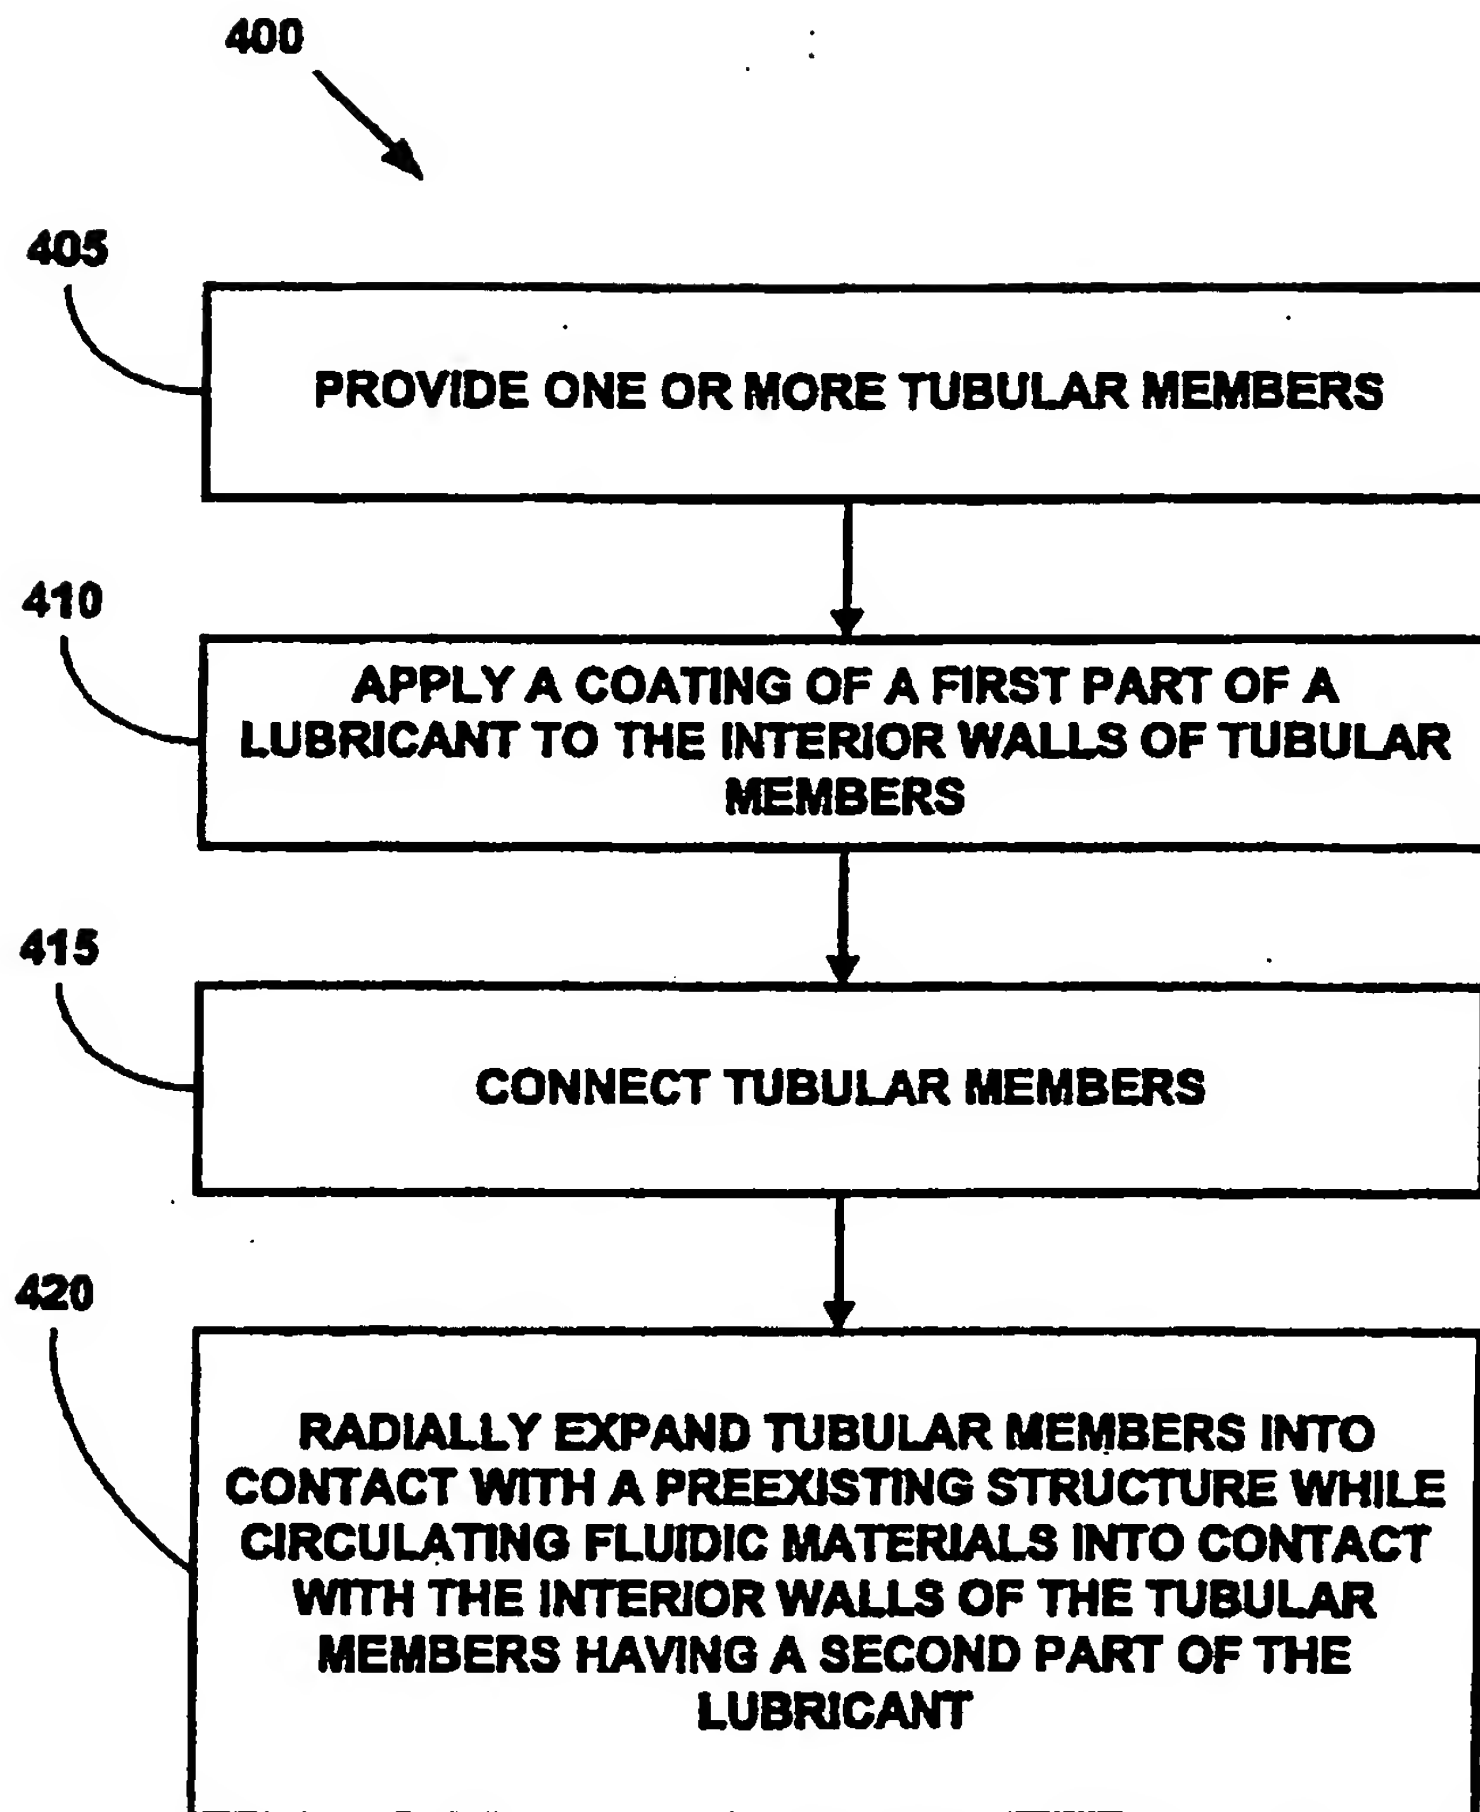 400
405
PROVIDE ONE OR MORE TUBULAR MEMBERS
410
APPLY A COATING OF A FIRST PART OF A
LUBRICANT TO THE INTERIOR WALLS OF TUBULAR
MEMBERS
415
CONNECT TUBULAR MEMBERS
420
RADIALLY EXPAND TUBULAR MEMBERS INTO
CONTACT WITH A PREEXISTING STRUCTURE WHILE
CIRCULATING FLUIDIC MATERIALS INTO CONTACT
WITH THE INTERIOR WALLS OF THE TUBULAR
MEMBERS HAVING A SECOND PART OF THE
LUBRICANT